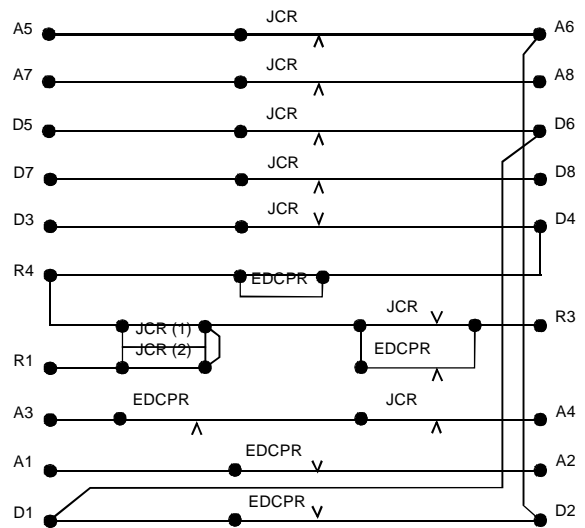 A5 JCR A6
A7 JCR A8
D5 JCR D6
D7 JCR D8
D3 JCR D4
R4 EDCPR
JCR (1) JCR R3
R1 JCR (2) EDCPR
A3 EDCPR JCR A4
A1 EDCPR A2
D1 EDCPR D2